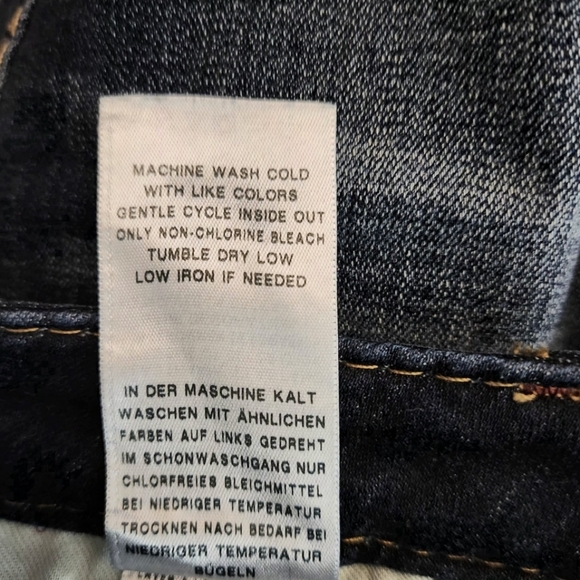 MACHINE WASH COLD
WITH LIKE COLORS
GENTLE CYCLE INSIDE OUT
ONLY NON-CHLORINE BLEACH
TUMBLE DRY LOW
LOW IRON IF NEEDED
IN DER MASCHINE KALT
WASCHEN MIT ÄHNLICHEN
FARBEN AUF LINKS GEDREHT
IM SCHONWASCHGANG NUR
CHLORFREIES BLEICHMITTEL
BEI NIEDRIGER TEMPERATUR
TROCKNEN NACH BEDARF BEI
NIEDRIGER TEMPERATUR
BÜGELN